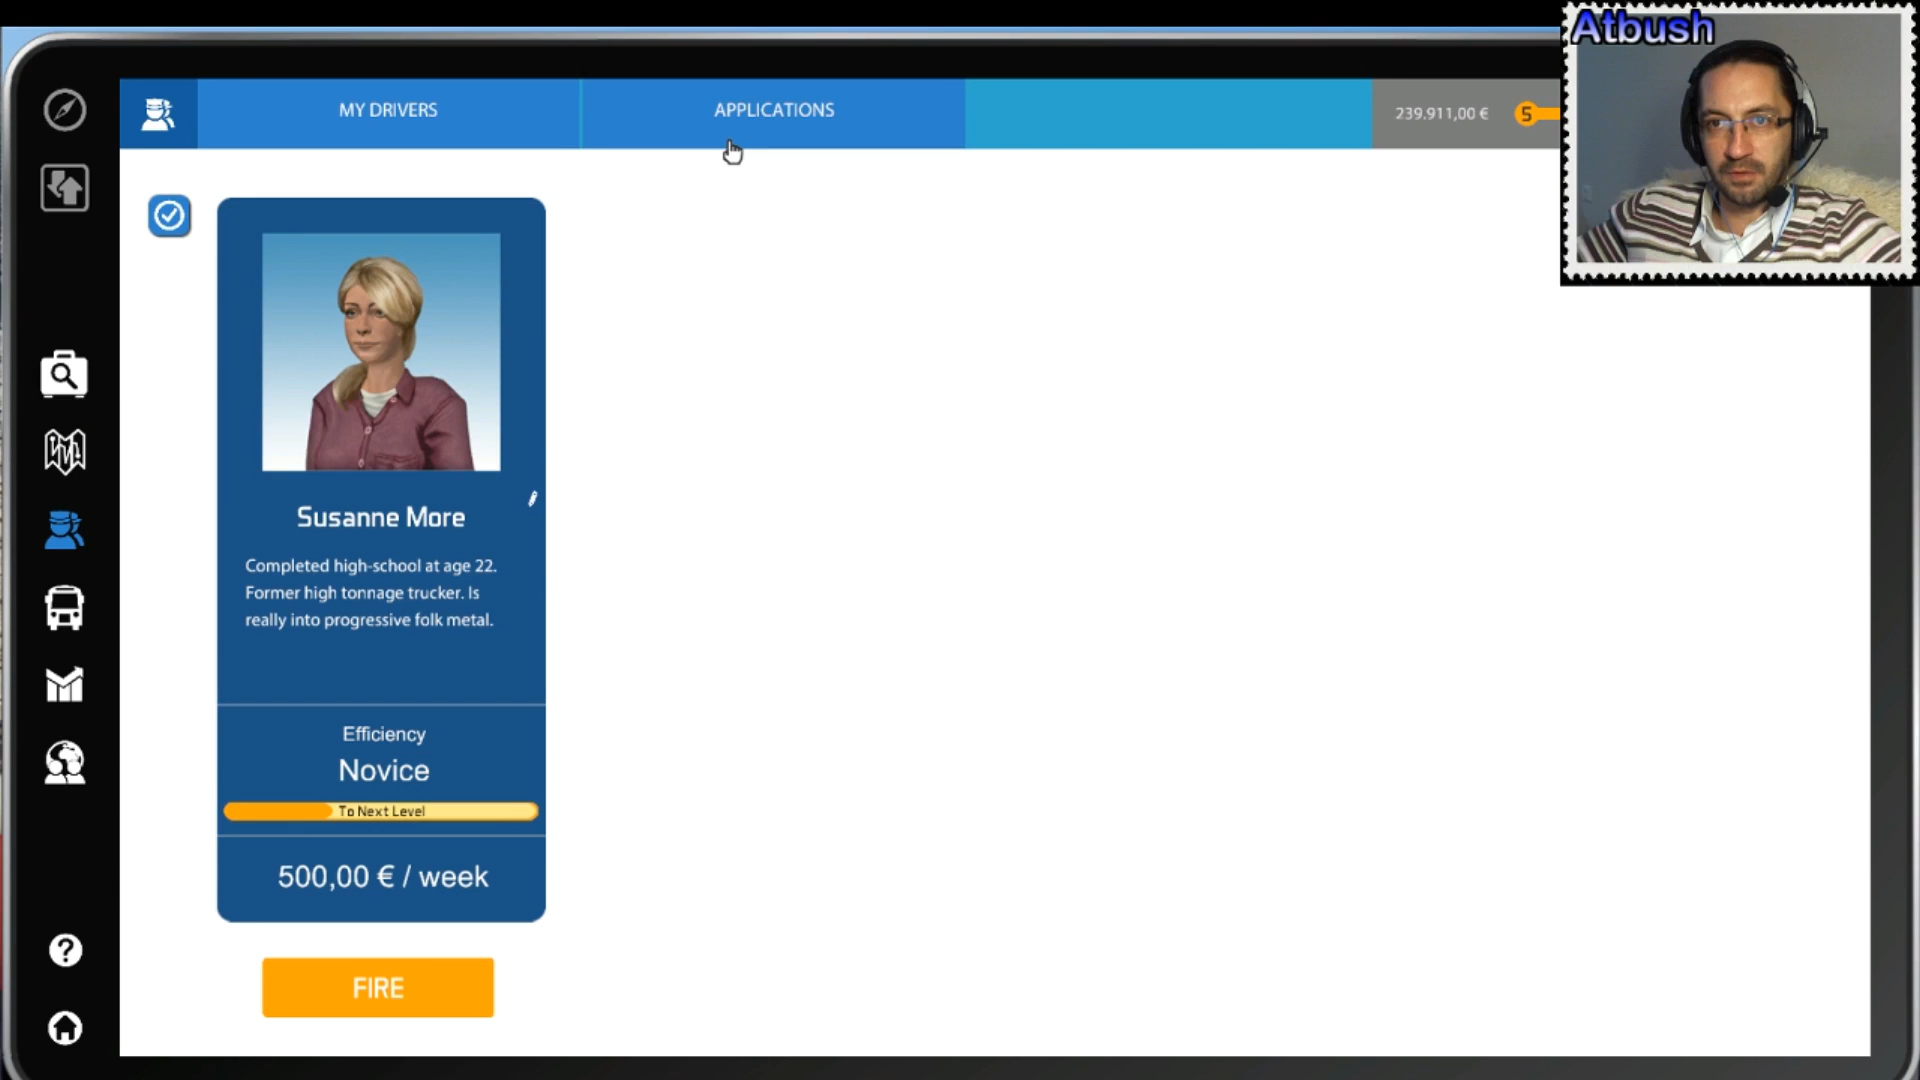 Atbush
MY DRIVERS
APPLICATIONS
239.911,00 €
5
Susanne More
Completed high-school at age 22.
Former high tonnage trucker. Is
really into progressive folk metal.
Efficiency
Novice
To Next Level
500,00 € / week
FIRE
?